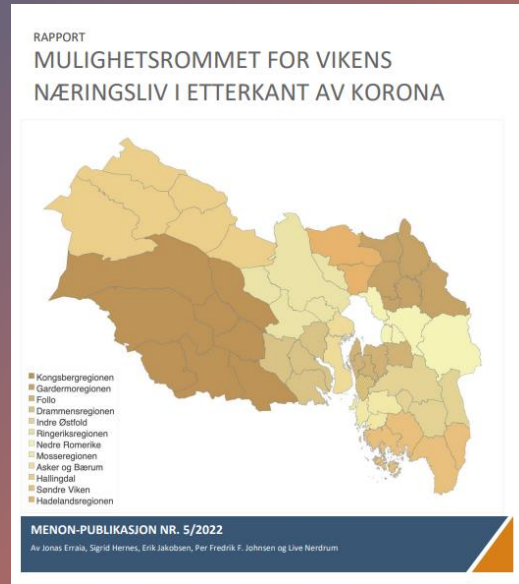 RAPPORT
MULIGHETSROMMET FOR VIKENS
NÆRINGSLIV I ETTERKANT AV KORONA
Kongsbergregionen
Gardermoregionen
Follo
Drammensregionen
Indre Østfold
Ringeriksregionen
Nedre Romerike
Mosseregionen
Asker og Bærum
Hallingdal
Søndre Viken
Hadelandsregionen
MENON-PUBLIKASJON NR. 5/2022
Av Jonas Erraia, Sigrid Hernes, Erik Jakobsen, Per Fredrik F. Johnsen og Live Nerdrum